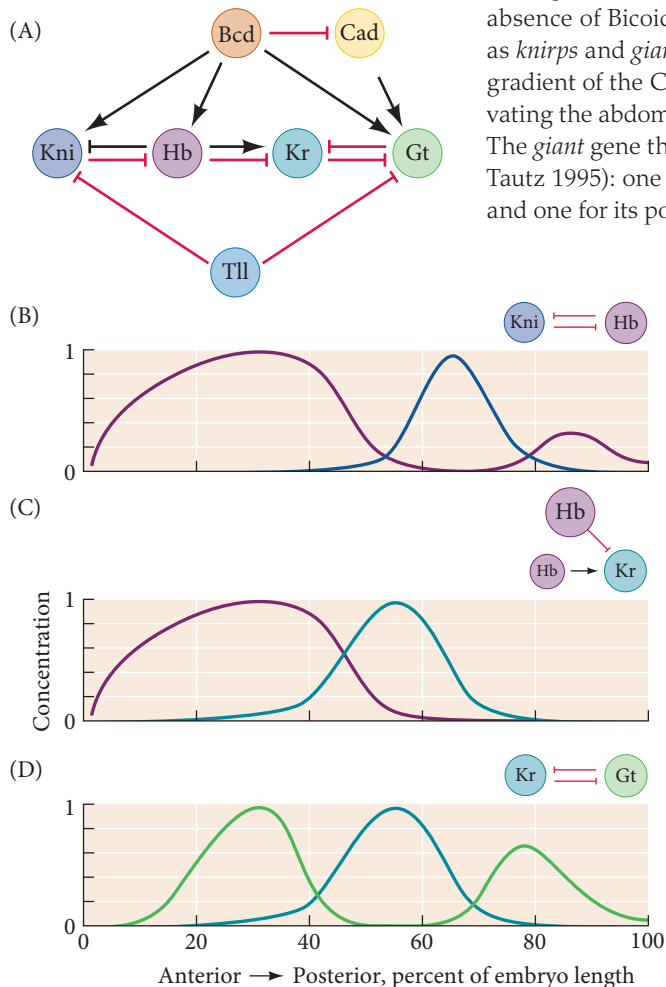 absence of Bicoid
as knirps and gian
gradient of the C
vating the abdom
The giant gene th
Tautz 1995): one
and one for its po
(A)
Bcd
Cad
Kni
Hb
Kr
Gt
Tll
(B)
Kni
Hb
1
0
(C)
Hb
Hb
Kr
1
0
Concentration
(D)
Kr
Gt
1
0
0
20
40
60
80
100
Anterior → Posterior, percent of embryo length